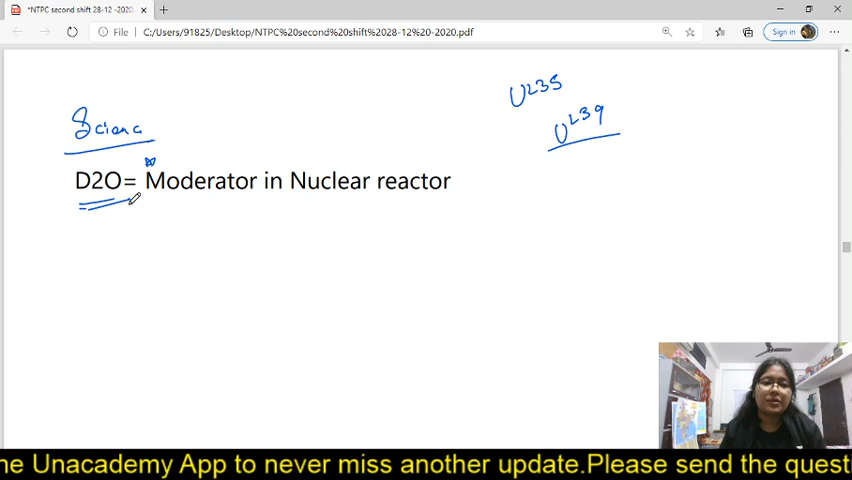 *NTPC second shift 28-12 -2020.
Sign in
File
C:/Users/91825/Desktop/NTPC%20second%20shift%2028-12%20-2020.pdf
U235
U239
Scienc
D2O= Moderator in Nuclear reactor
he Unacademy App to never miss another update.Please send the quest